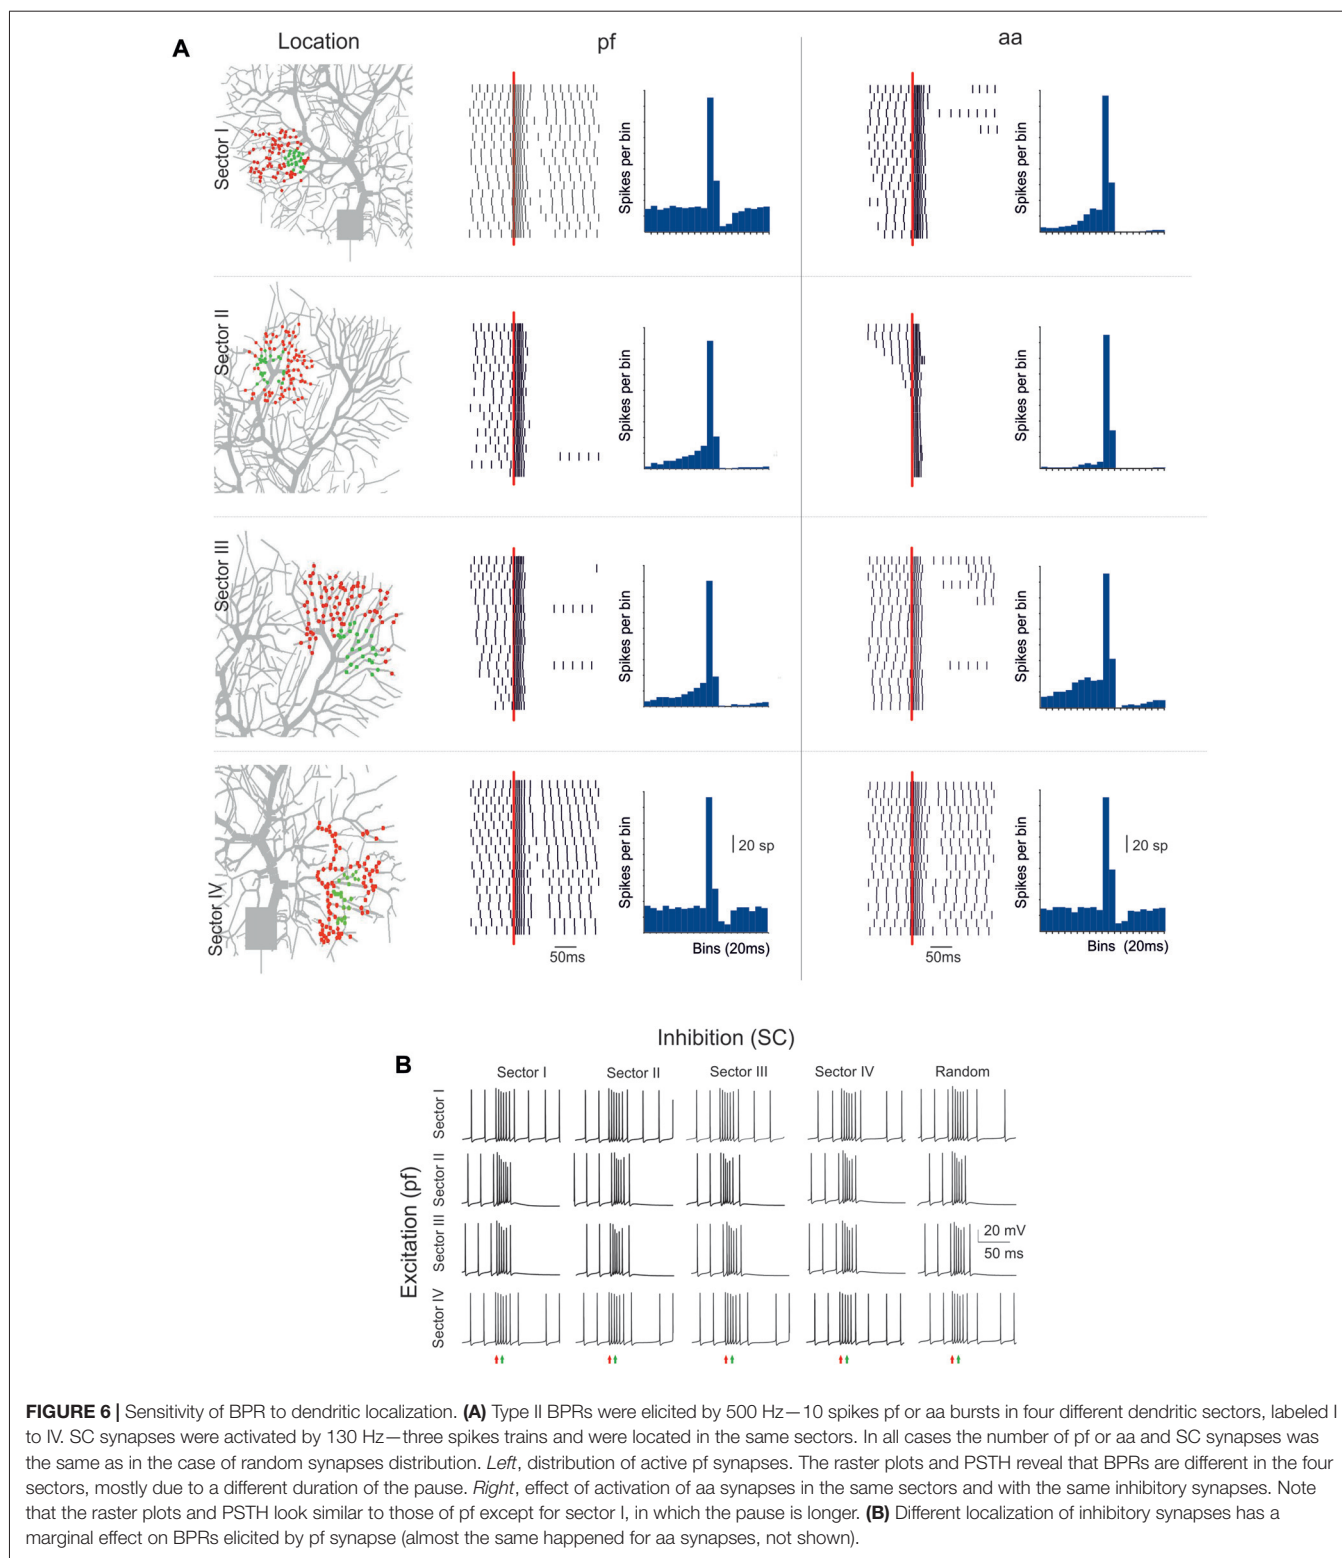 A
Location
pf
aa
Sector I
Spikes per bin
Spikes per bin
Sector II
Spikes per bin
Spikes per bin
Sector III
Spikes per bin
Spikes per bin
Sector IV
Spikes per bin
20 sp
Spikes per bin
20 sp
50ms
Bins (20ms)
50ms
Bins (20ms)
B
Inhibition (SC)
Sector I
Sector II
Sector III
Sector IV
Random
Excitation (pf)
Sector I
Sector II
Sector III
20 mV
50 ms
Sector IV
FIGURE 6 | Sensitivity of BPR to dendritic localization. (A) Type II BPRs were elicited by 500 Hz—10 spikes pf or aa bursts in four different dendritic sectors, labeled I
to IV. SC synapses were activated by 130 Hz—three spikes trains and were located in the same sectors. In all cases the number of pf or aa and SC synapses was
the same as in the case of random synapses distribution. Left, distribution of active pf synapses. The raster plots and PSTH reveal that BPRs are different in the four
sectors, mostly due to a different duration of the pause. Right, effect of activation of aa synapses in the same sectors and with the same inhibitory synapses. Note
that the raster plots and PSTH look similar to those of pf except for sector I, in which the pause is longer. (B) Different localization of inhibitory synapses has a
marginal effect on BPRs elicited by pf synapse (almost the same happened for aa synapses, not shown).